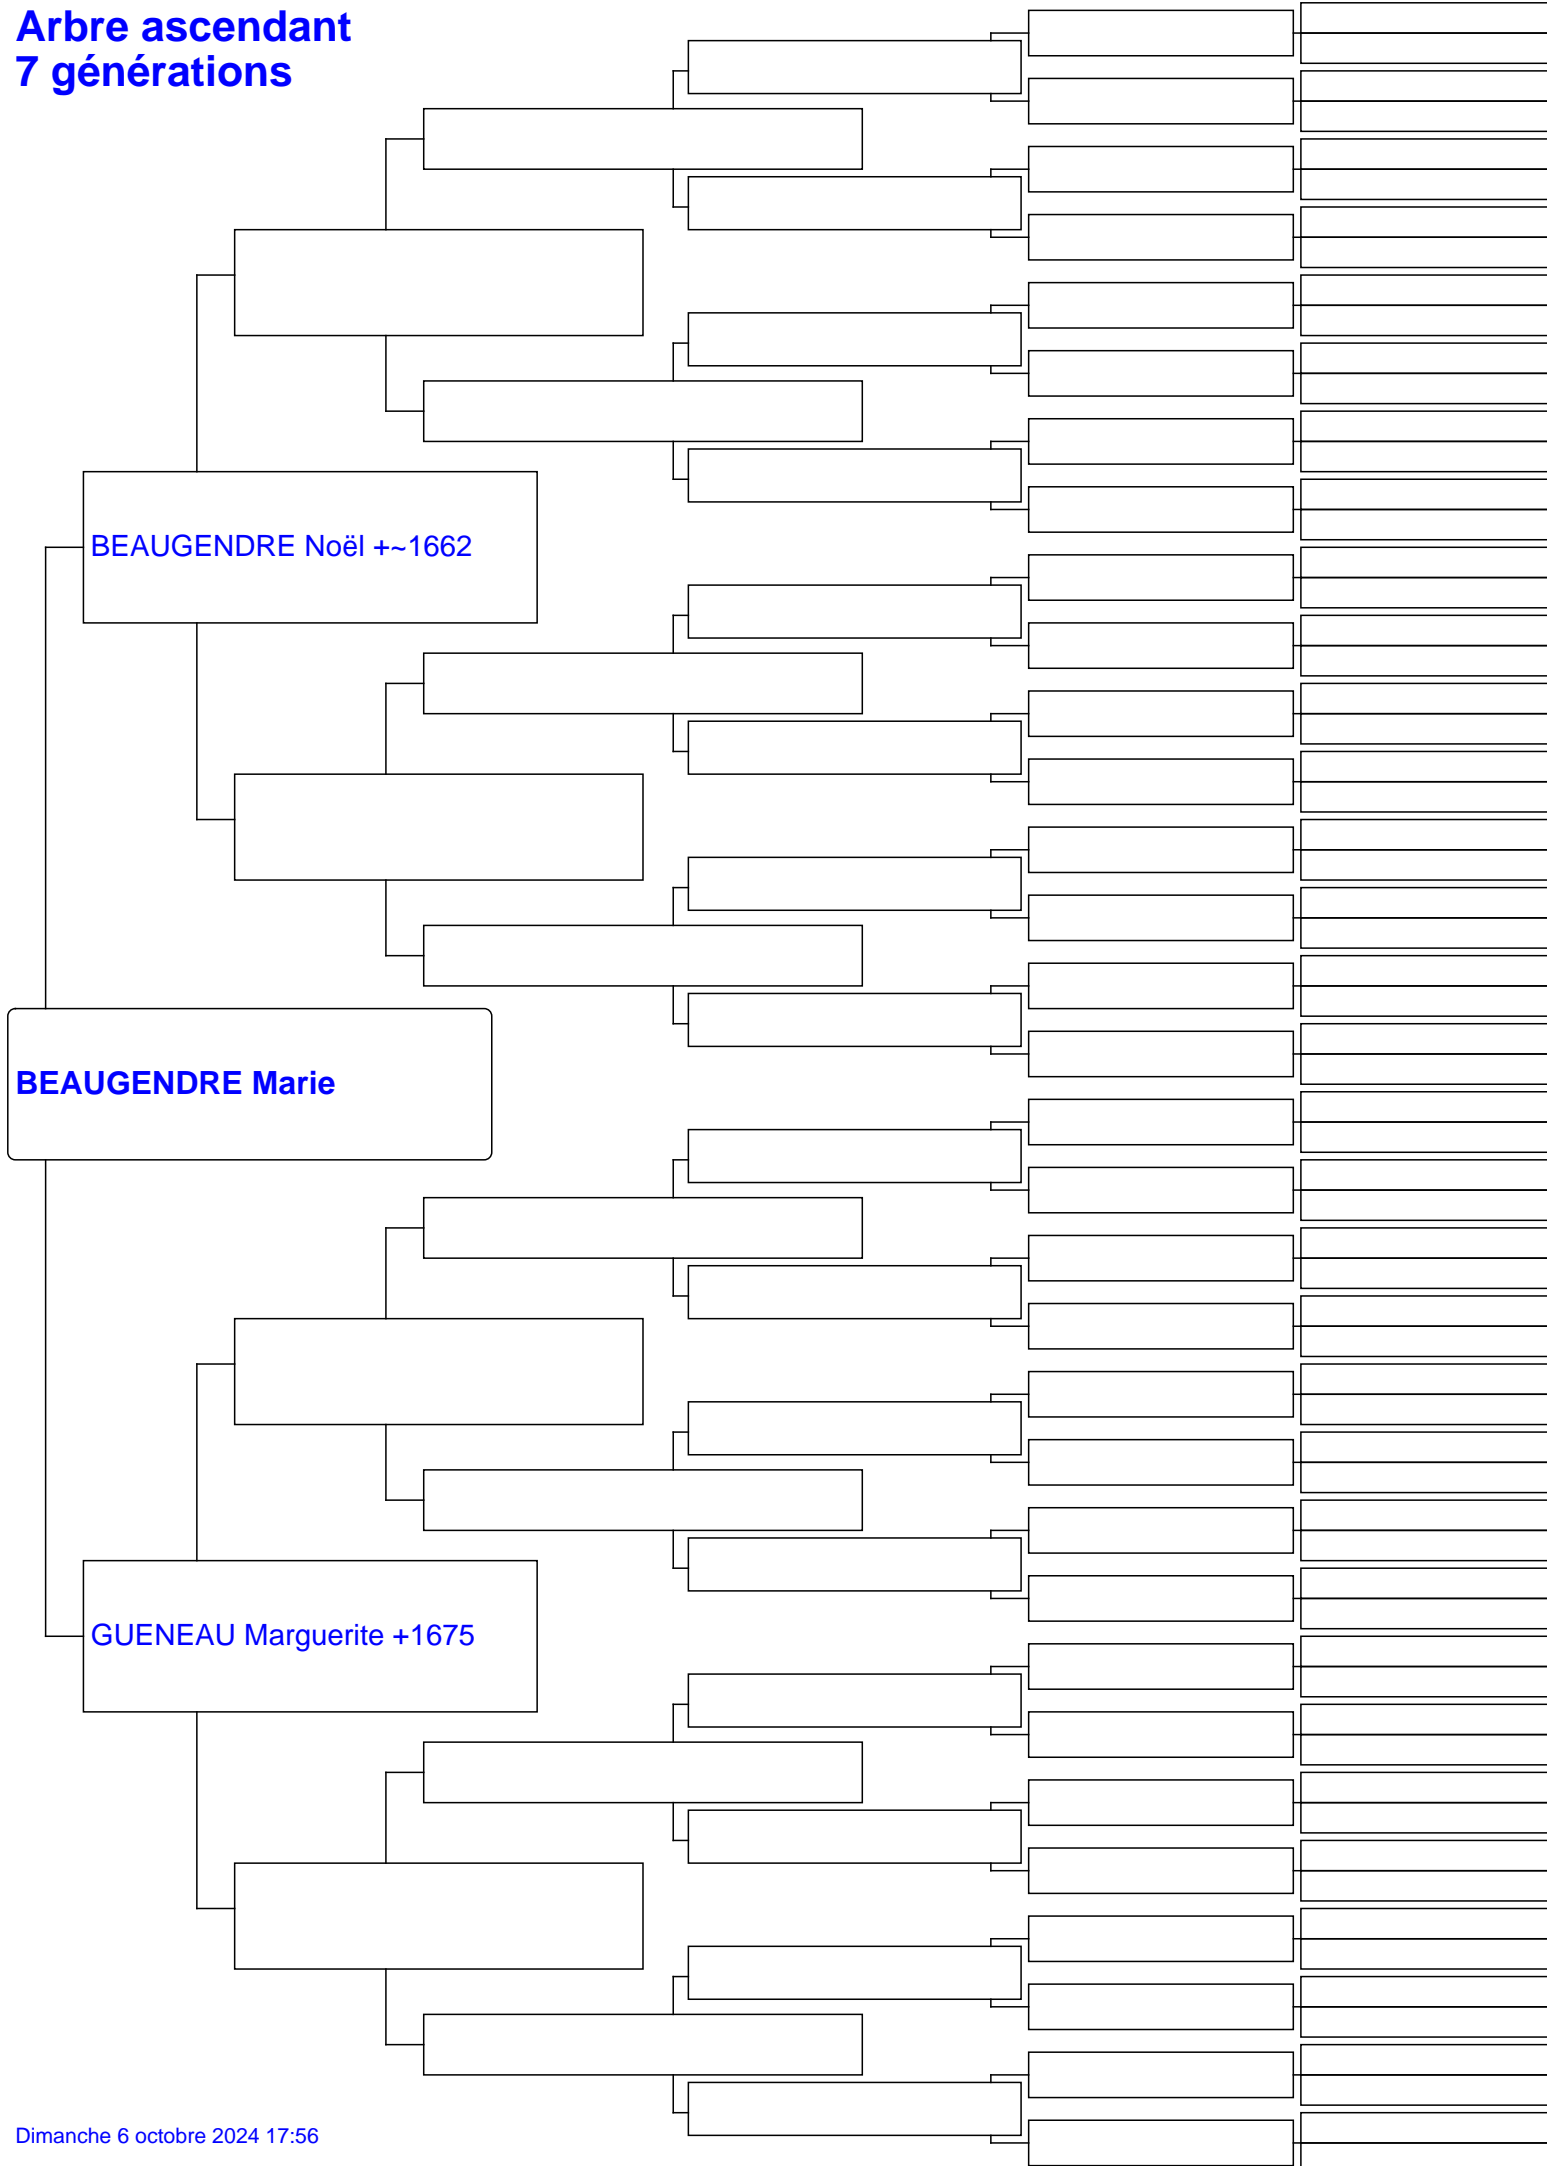 Arbre ascendant
7 générations
BEAUGENDRE Noël +~1662
BEAUGENDRE Marie
GUENEAU Marguerite +1675
Dimanche 6 octobre 2024 17:56